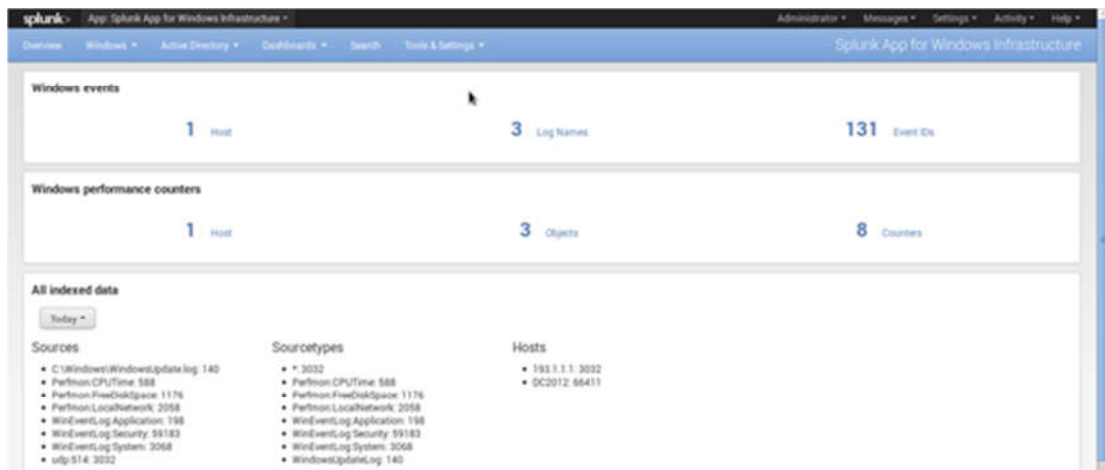 splunk> App: Splunk App for Windows Infrastructure Administrator Messages Settings Activity Help
Overview Windows Active Directory Dashboards Search Tools & Settings Splunk App for Windows Infrastructure
Windows events
1 Host 3 Log Names 131 Event IDs
Windows performance counters
1 Host 3 Objects 8 Counters
All indexed data
Today
Sources Sourcetypes Hosts
C:\Windows\WindowsUpdate.log: 140 *: 3032 193.1.1.1: 3032
Perfmon:CPUTime: 588 Perfmon:CPUTime: 588 DC2012: 66411
Perfmon:FreeDiskSpace: 1176 Perfmon:FreeDiskSpace: 1176
Perfmon:LocalNetwork: 2058 Perfmon:LocalNetwork: 2058
WinEventLog:Application: 198 WinEventLog:Application: 198
WinEventLog:Security: 59183 WinEventLog:Security: 59183
WinEventLog:System: 3068 WinEventLog:System: 3068
udp:514: 3032 WindowsUpdateLog: 140